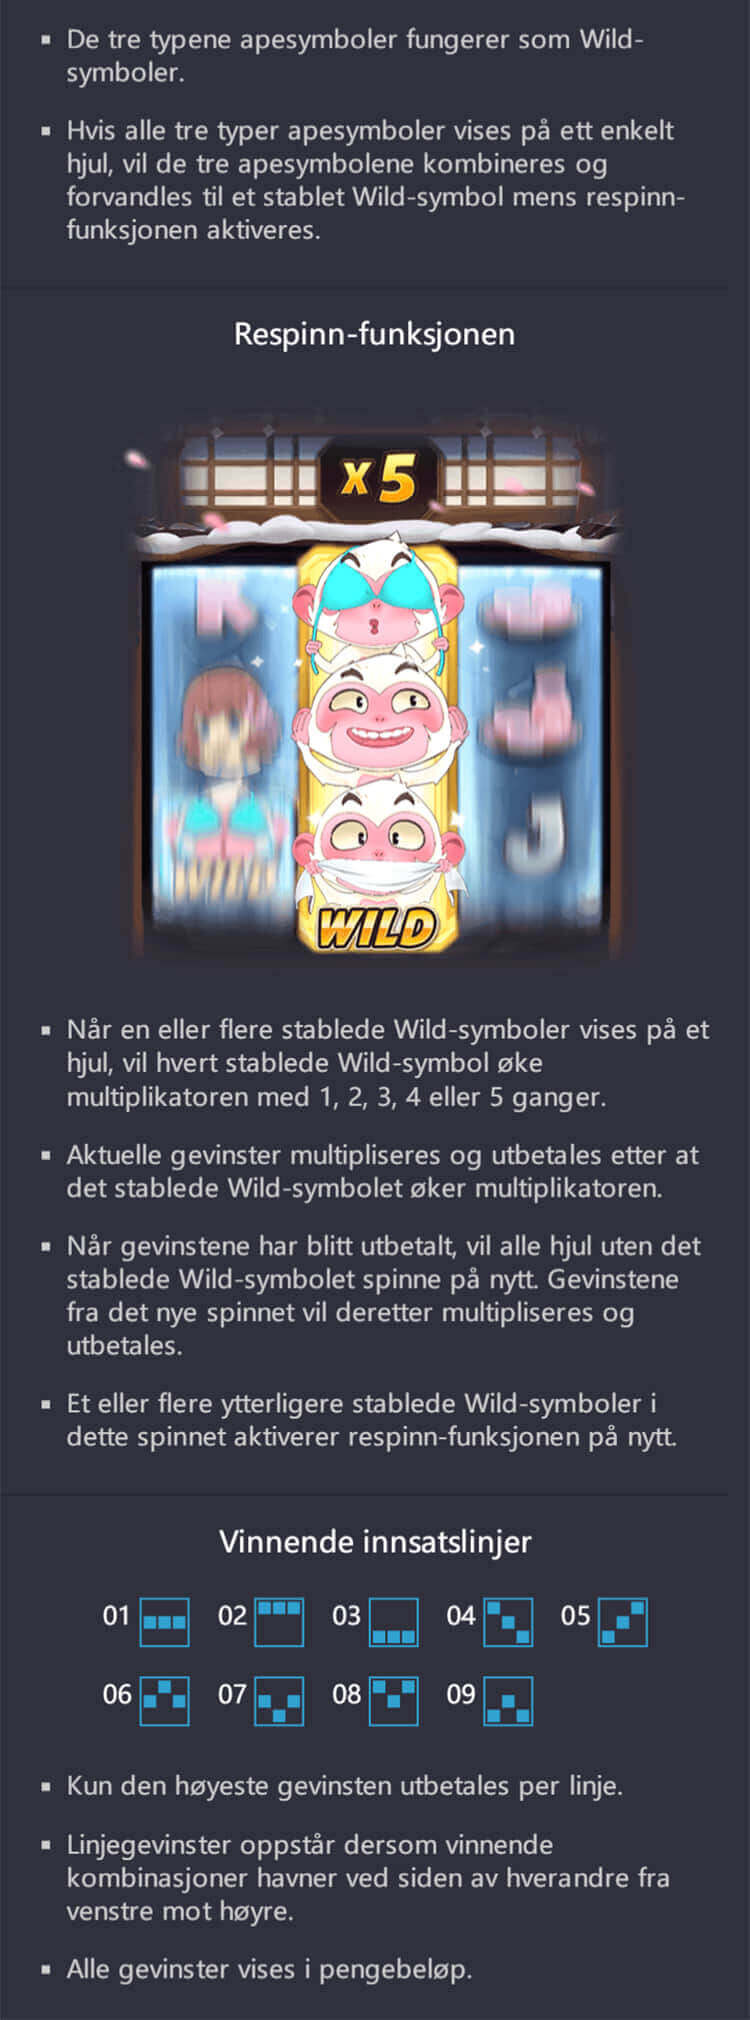 ▪ De tre typene apesymboler fungerer som Wild-
symboler.
▪ Hvis alle tre typer apesymboler vises på ett enkelt
hjul, vil de tre apesymbolene kombineres og
forvandles til et stablet Wild-symbol mens respinn-
funksjonen aktiveres.
Respinn-funksjonen
x5
K
J
WILD
▪ Når en eller flere stablede Wild-symboler vises på et
hjul, vil hvert stablede Wild-symbol øke
multiplikatoren med 1, 2, 3, 4 eller 5 ganger.
▪ Aktuelle gevinster multipliseres og utbetales etter at
det stablede Wild-symbolet øker multiplikatoren.
▪ Når gevinstene har blitt utbetalt, vil alle hjul uten det
stablede Wild-symbolet spinne på nytt. Gevinstene
fra det nye spinnet vil deretter multipliseres og
utbetales.
▪ Et eller flere ytterligere stablede Wild-symboler i
dette spinnet aktiverer respinn-funksjonen på nytt.
Vinnende innsatslinjer
01 02 03 04 05
06 07 08 09
▪ Kun den høyeste gevinsten utbetales per linje.
▪ Linjegevinster oppstår dersom vinnende
kombinasjoner havner ved siden av hverandre fra
venstre mot høyre.
▪ Alle gevinster vises i pengebeløp.